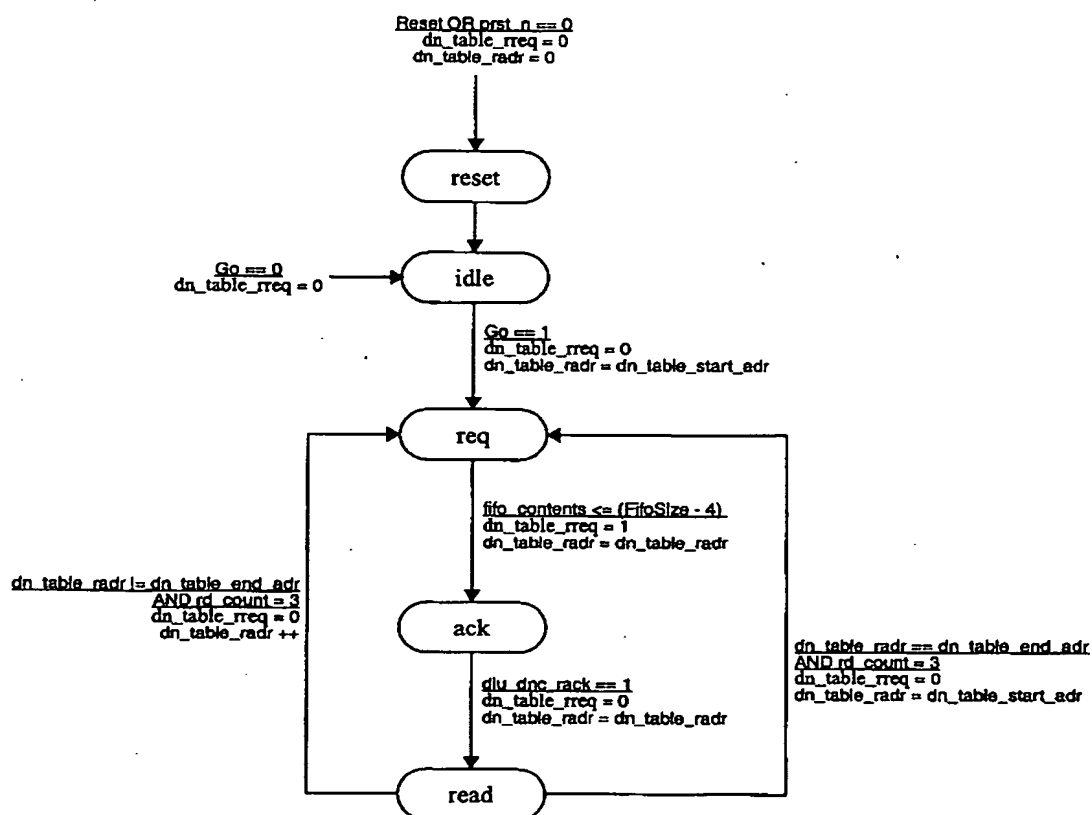 Reset OR prst_n == 0
dn_table_rreq = 0
dn_table_radr = 0
reset
Go == 0
dn_table_rreq = 0
idle
Go == 1
dn_table_rreq = 0
dn_table_radr = dn_table_start_adr
req
fifo_contents <= (FifoSize - 4)
dn_table_rreq = 1
dn_table_radr = dn_table_radr
dn_table_radr != dn_table_end_adr
AND rd_count = 3
dn_table_rreq = 0
dn_table_radr ++
ack
dn_table_radr == dn_table_end_adr
AND rd_count = 3
dn_table_rreq = 0
dn_table_radr = dn_table_start_adr
diu_dnc_rack == 1
dn_table_rreq = 0
dn_table_radr = dn_table_radr
read